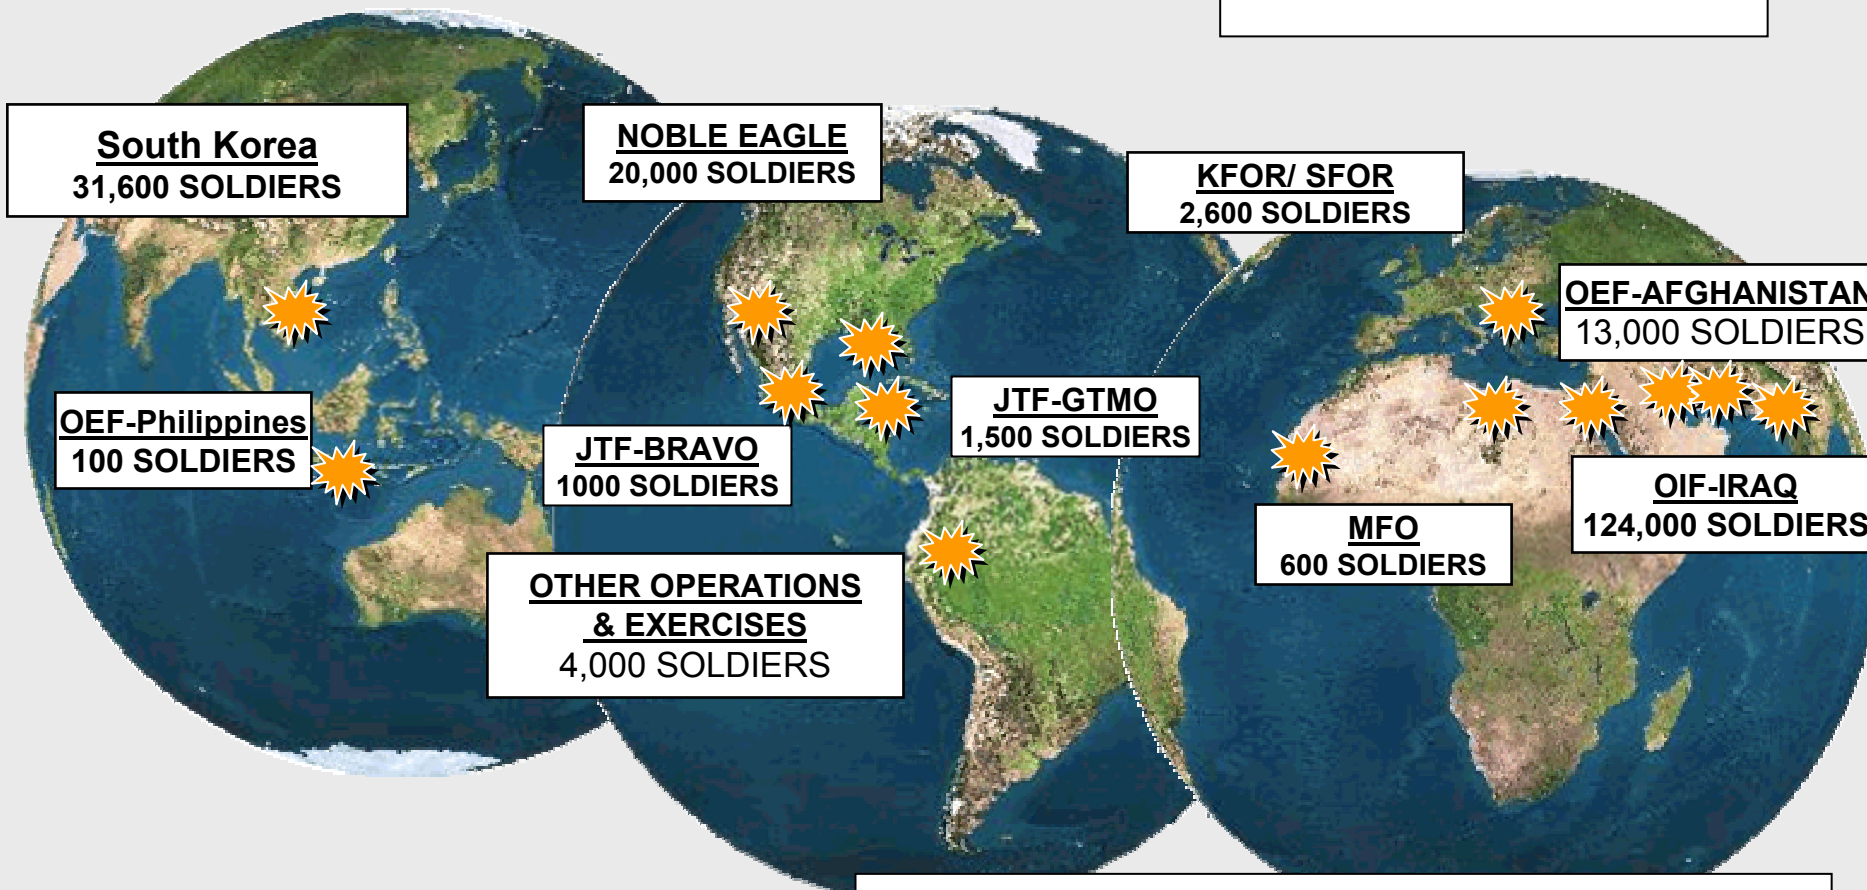 South Korea
31,600 SOLDIERS
NOBLE EAGLE
20,000 SOLDIERS
KFOR/ SFOR
2,600 SOLDIERS
OEF-AFGHANISTAN
13,000 SOLDIERS
OEF-Philippines
100 SOLDIERS
JTF-BRAVO
1000 SOLDIERS
JTF-GTMO
1,500 SOLDIERS
OIF-IRAQ
124,000 SOLDIERS
MFO
600 SOLDIERS
OTHER OPERATIONS
& EXERCISES
4,000 SOLDIERS